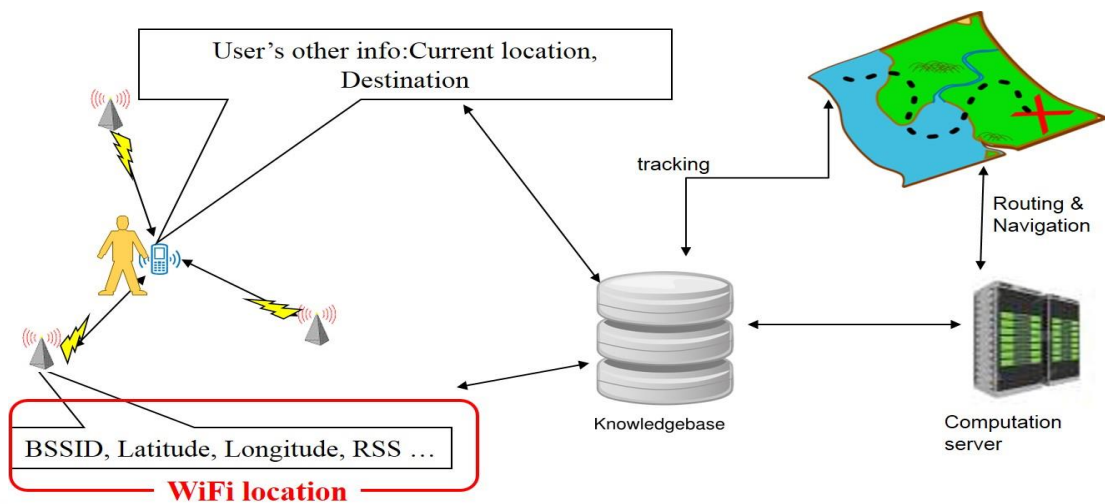 User’s other info:Current location,
Destination
tracking
Routing &
Navigation
Knowledgebase
Computation
server
BSSID, Latitude, Longitude, RSS …
WiFi location